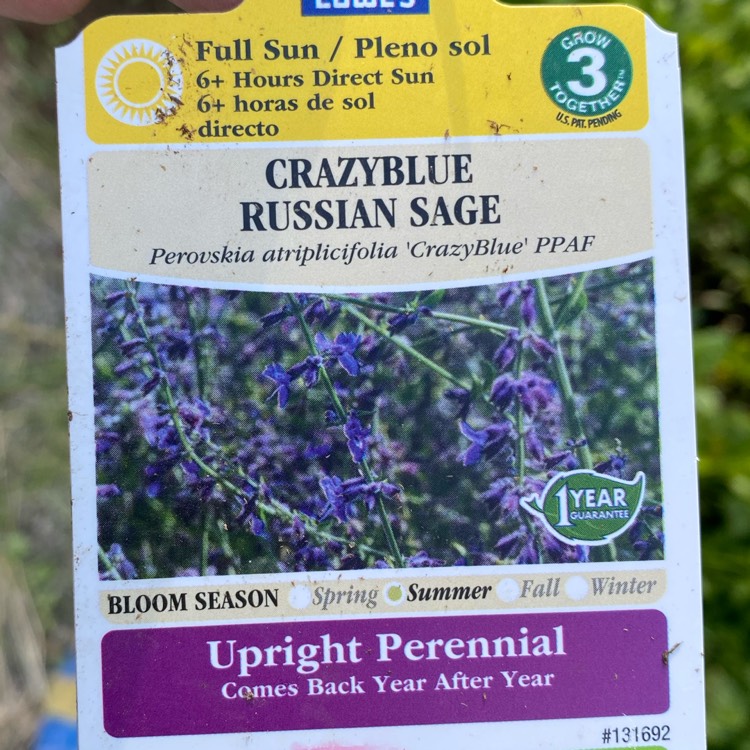 LOWE'S
Full Sun / Pleno sol
6+ Hours Direct Sun
6+ horas de sol
directo
GROW
3
TOGETHER™
U.S. PAT. PENDING
CRAZYBLUE
RUSSIAN SAGE
Perovskia atriplicifolia 'CrazyBlue' PPAF
1 YEAR
GUARANTEE
BLOOM SEASON Spring Summer Fall Winter
Upright Perennial
Comes Back Year After Year
#131692